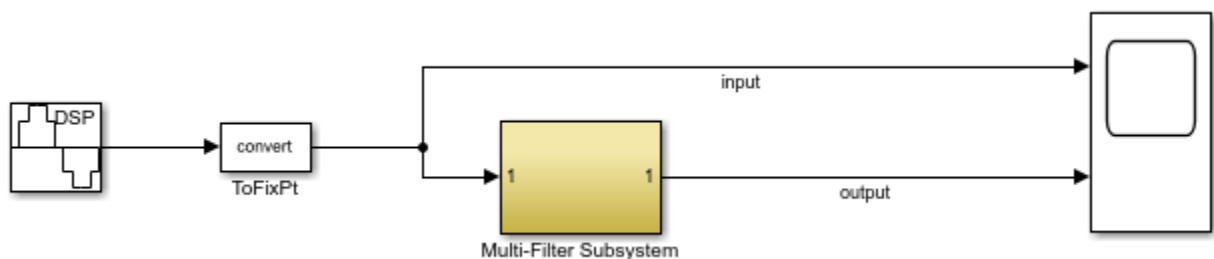 input
DSP
convert
ToFixPt
1
1
output
Multi-Filter Subsystem